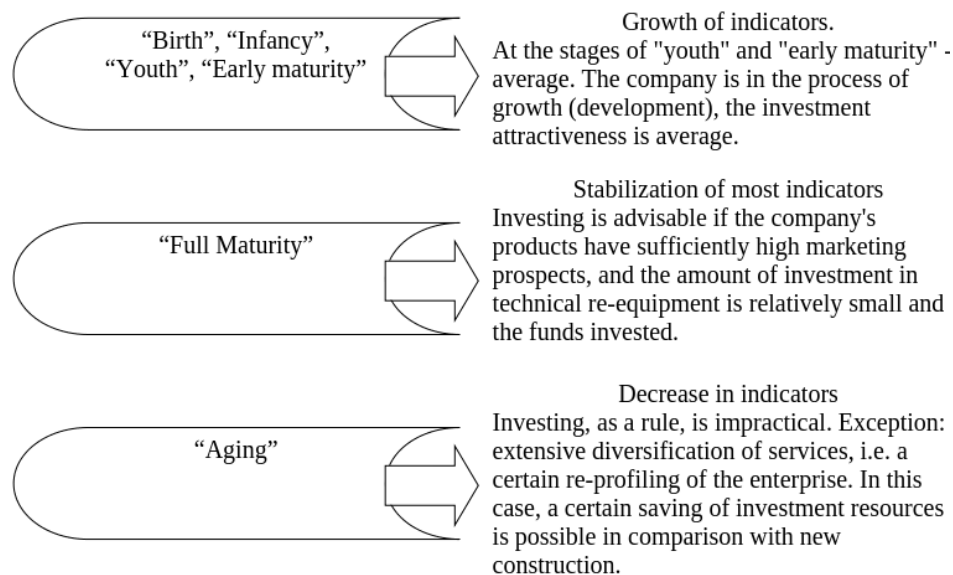 “Birth”, “Infancy”,
“Youth”, “Early maturity”
Growth of indicators.
At the stages of "youth" and "early maturity" -
average. The company is in the process of
growth (development), the investment
attractiveness is average.
“Full Maturity”
Stabilization of most indicators
Investing is advisable if the company's
products have sufficiently high marketing
prospects, and the amount of investment in
technical re-equipment is relatively small and
the funds invested.
“Aging”
Decrease in indicators
Investing, as a rule, is impractical. Exception:
extensive diversification of services, i.e. a
certain re-profiling of the enterprise. In this
case, a certain saving of investment resources
is possible in comparison with new
construction.